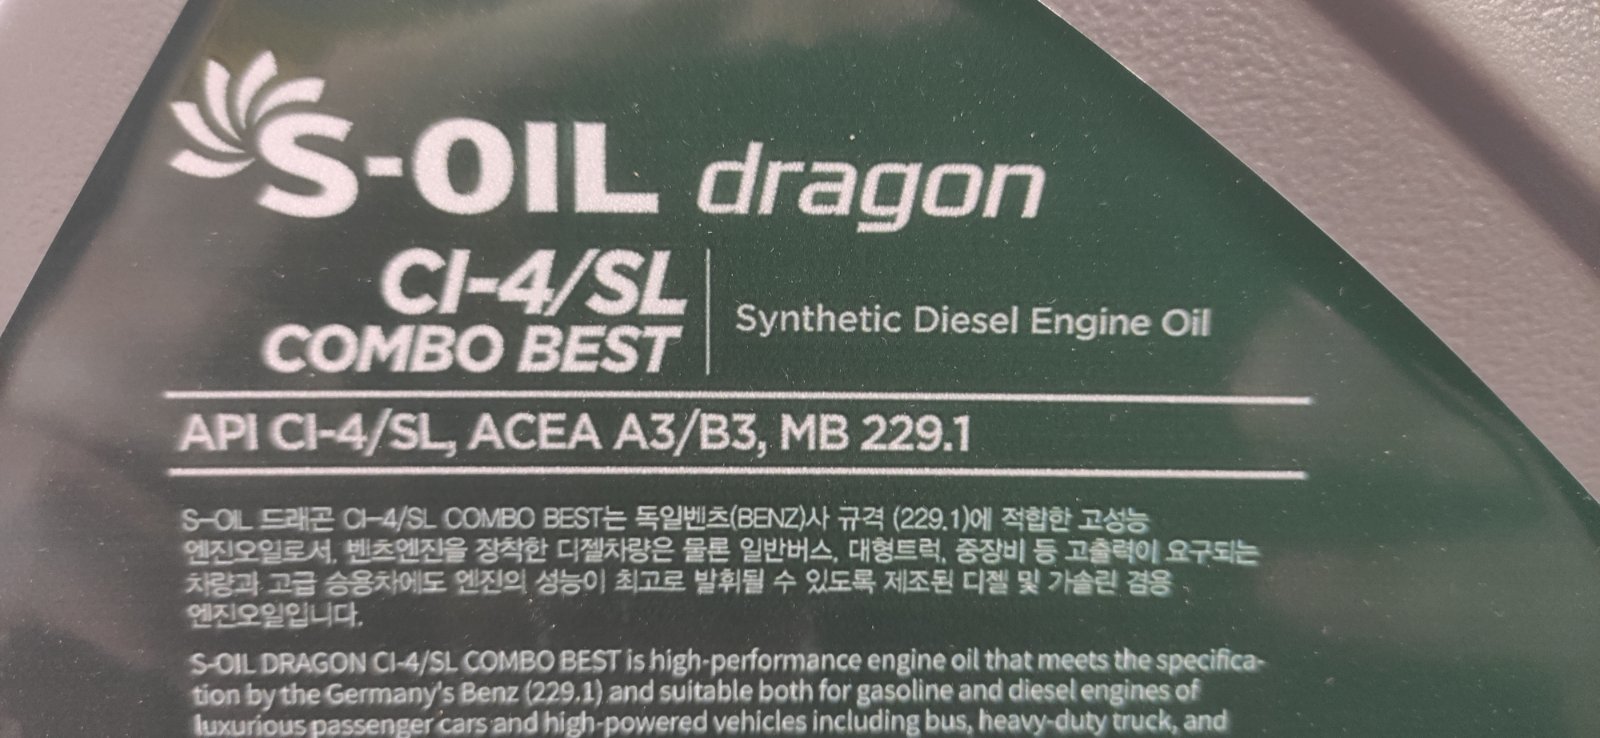 S-OIL dragon
CI-4/SL
COMBO BEST
Synthetic Diesel Engine Oil
API CI-4/SL, ACEA A3/B3, MB 229.1
S-OIL 드래곤 CI-4/SL COMBO BEST는 독일벤츠(BENZ)사 규격 (229.1)에 적합한 고성능
엔진오일로서, 벤츠엔진을 장착한 디젤차량은 물론 일반버스, 대형트럭, 중장비 등 고출력이 요구되는
차량과 고급 승용차에도 엔진의 성능이 최고로 발휘될 수 있도록 제조된 디젤 및 가솔린 겸용
엔진오일입니다.
S-OIL DRAGON CI-4/SL COMBO BEST is high-performance engine oil that meets the specifica-
tion by the Germany's Benz (229.1) and suitable both for gasoline and diesel engines of
luxurious passenger cars and high-powered vehicles including bus, heavy-duty truck, and